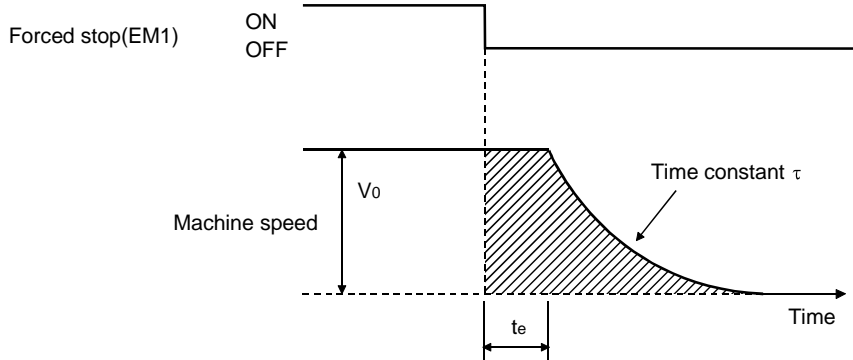 ON
Forced stop(EM1)
OFF
V0
Time constant τ
Machine speed
Time
te